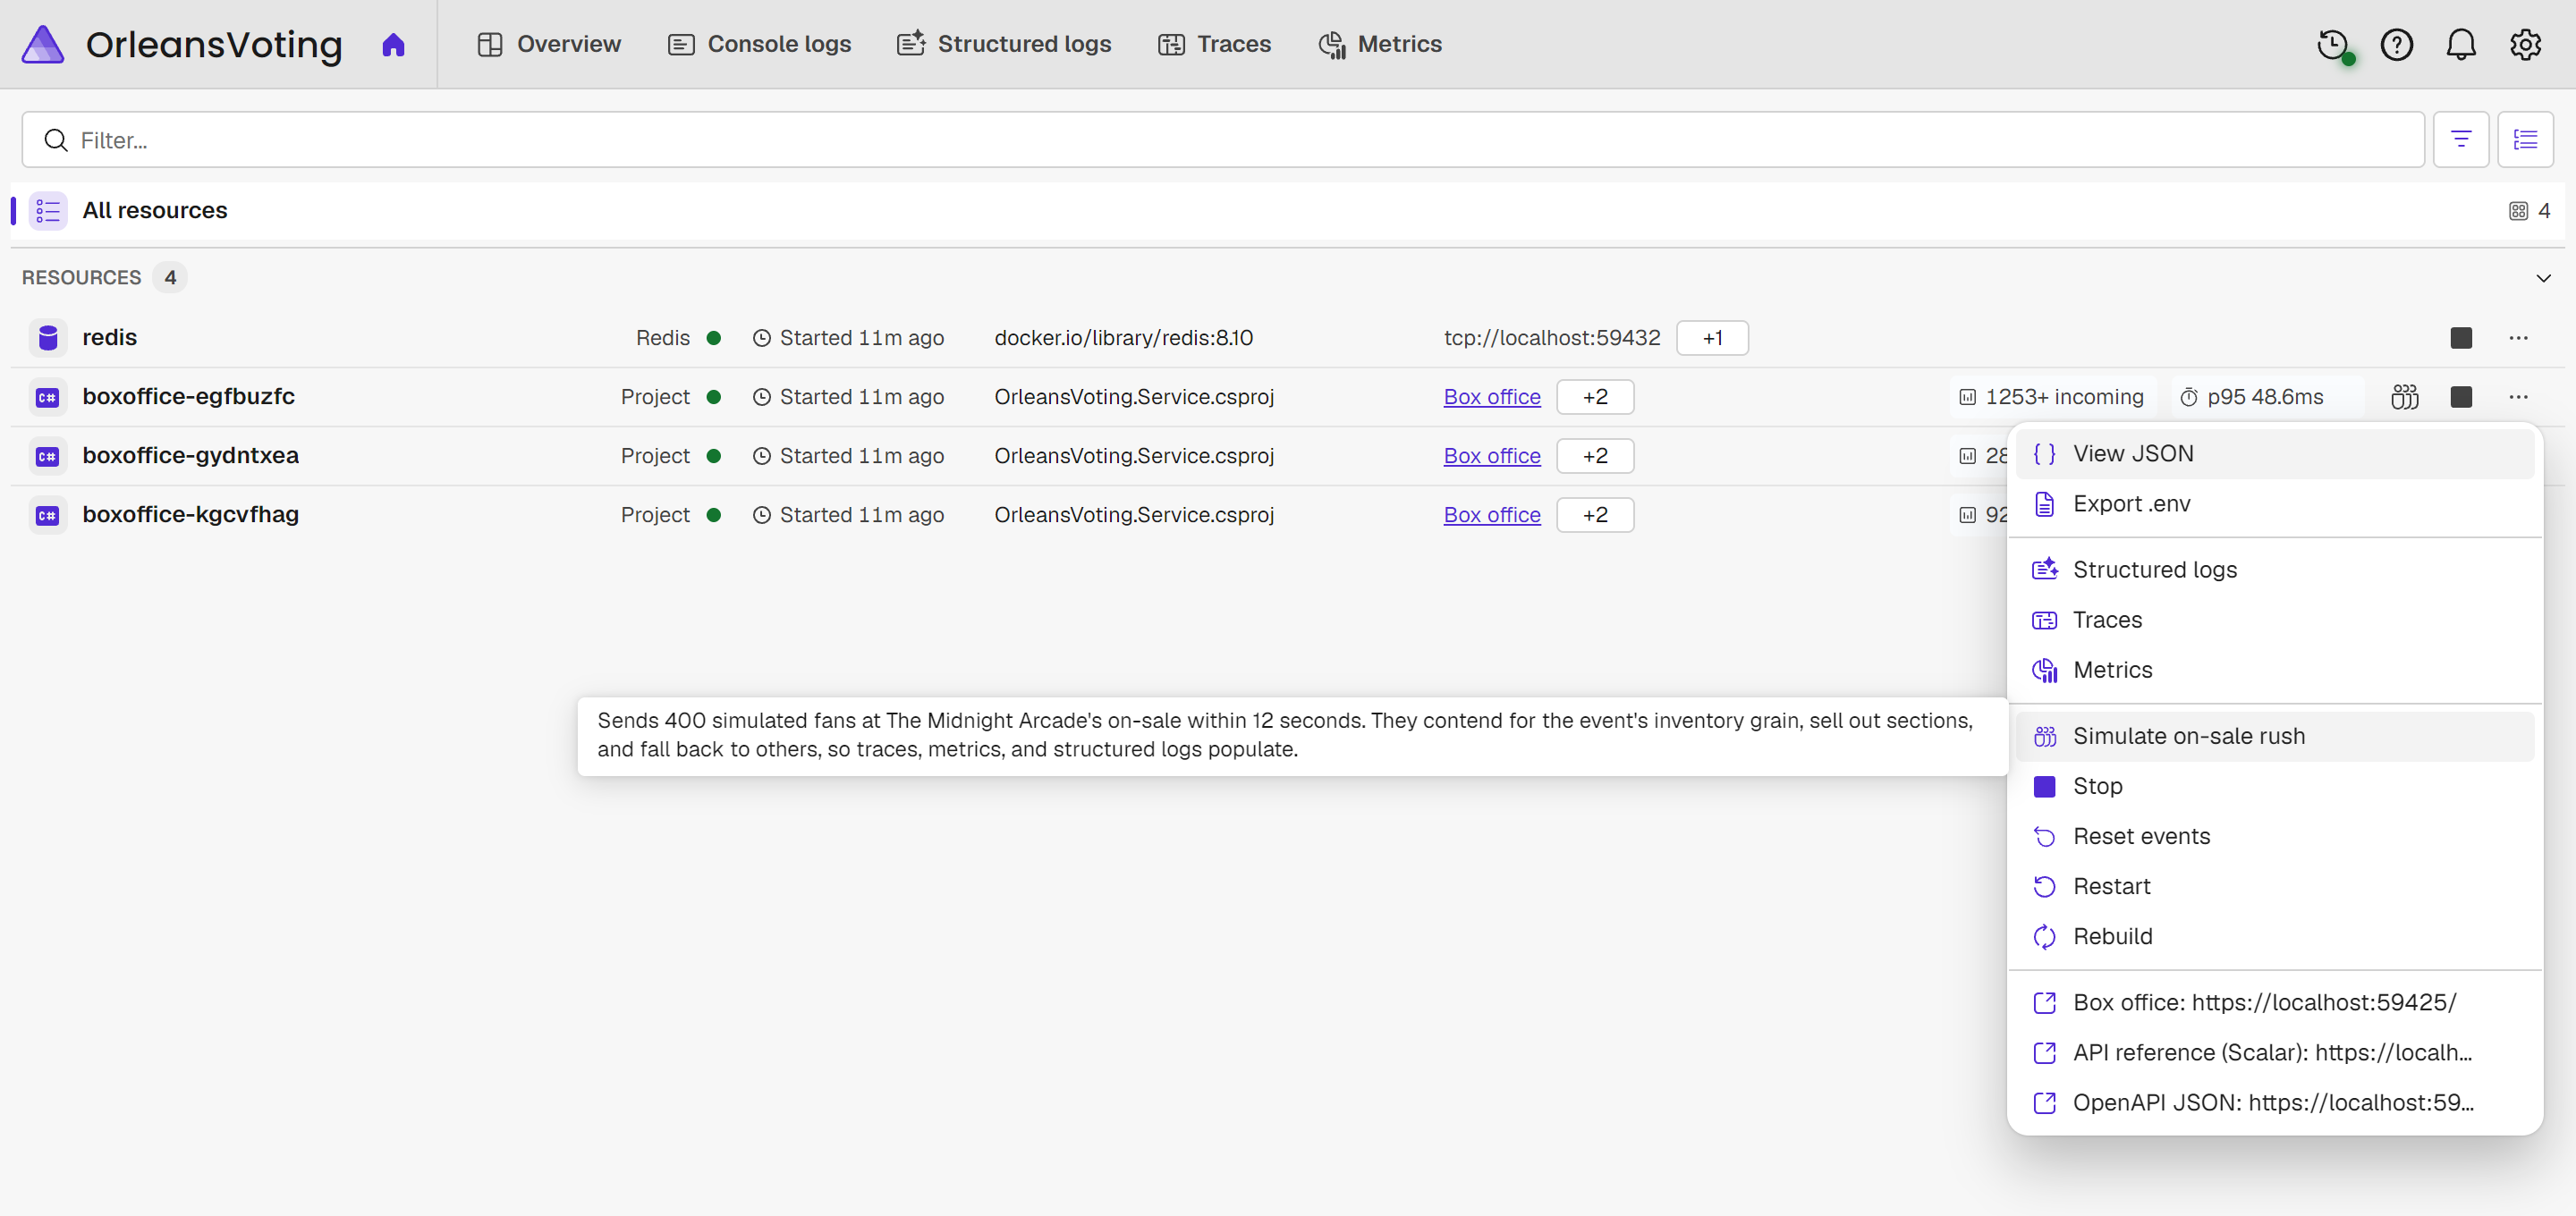 OrleansVoting Overview Console logs Structured logs Traces Metrics
Filter...
All resources 4
RESOURCES 4
redis Redis Started 11m ago docker.io/library/redis:8.10 tcp://localhost:59432 +1
boxoffice-egfbuzfc Project Started 11m ago OrleansVoting.Service.csproj Box office +2 1253+ incoming p95 48.6ms
boxoffice-gydntxea Project Started 11m ago OrleansVoting.Service.csproj Box office +2
boxoffice-kgcvfhag Project Started 11m ago OrleansVoting.Service.csproj Box office +2
View JSON
Export .env
Structured logs
Traces
Metrics
Sends 400 simulated fans at The Midnight Arcade's on-sale within 12 seconds. They contend for the event's inventory grain, sell out sections,
and fall back to others, so traces, metrics, and structured logs populate.
Simulate on-sale rush
Stop
Reset events
Restart
Rebuild
Box office: https://localhost:59425/
API reference (Scalar): https://localh...
OpenAPI JSON: https://localhost:59...